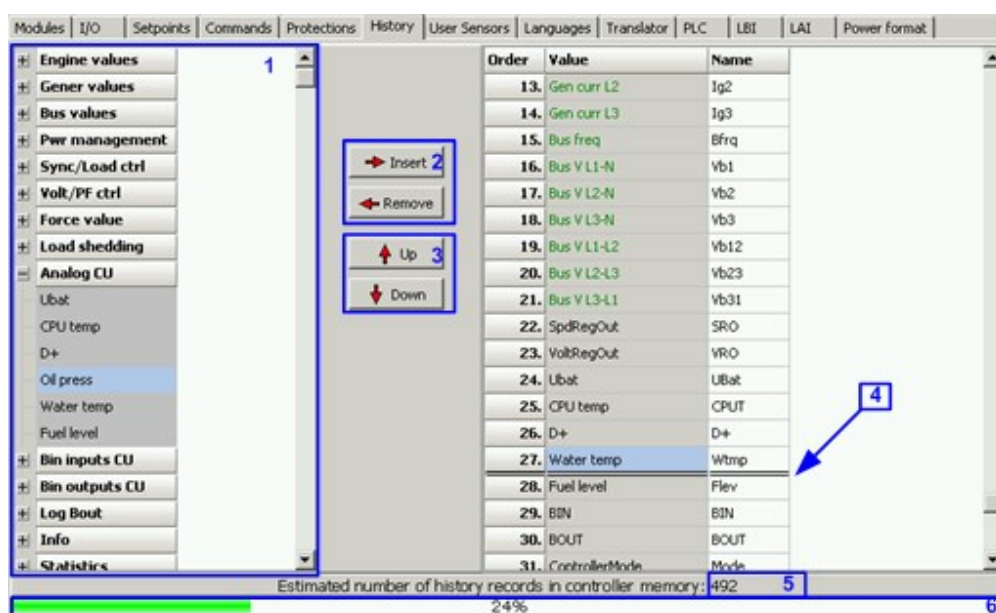 Modules I/O Setpoints Commands Protections History User Sensors Languages Translator PLC LBI LAI Power format
Engine values
1
Gener values
Bus values
Pwr management
Sync/Load ctrl
Volt/PF ctrl
Force value
Load shedding
Analog CU
Ubat
CPU temp
D+
Oil press
Water temp
Fuel level
Bin inputs CU
Bin outputs CU
Log Bout
Info
Statistics
Insert 2
Remove
Up 3
Down
Order Value Name
13. Gen curr L2 Ig2
14. Gen curr L3 Ig3
15. Bus freq Bfrq
16. Bus V L1-N Vb1
17. Bus V L2-N Vb2
18. Bus V L3-N Vb3
19. Bus V L1-L2 Vb12
20. Bus V L2-L3 Vb23
21. Bus V L3-L1 Vb31
22. SpdRegOut SRO
23. VoltRegOut VRO
24. Ubat UBat
25. CPU temp CPUT
26. D+ D+
27. Water temp Wtmp
28. Fuel level Flev
29. BIN BIN
30. BOUT BOUT
31. ControllerMode Mode
4
Estimated number of history records in controller memory: 492 5
24% 6